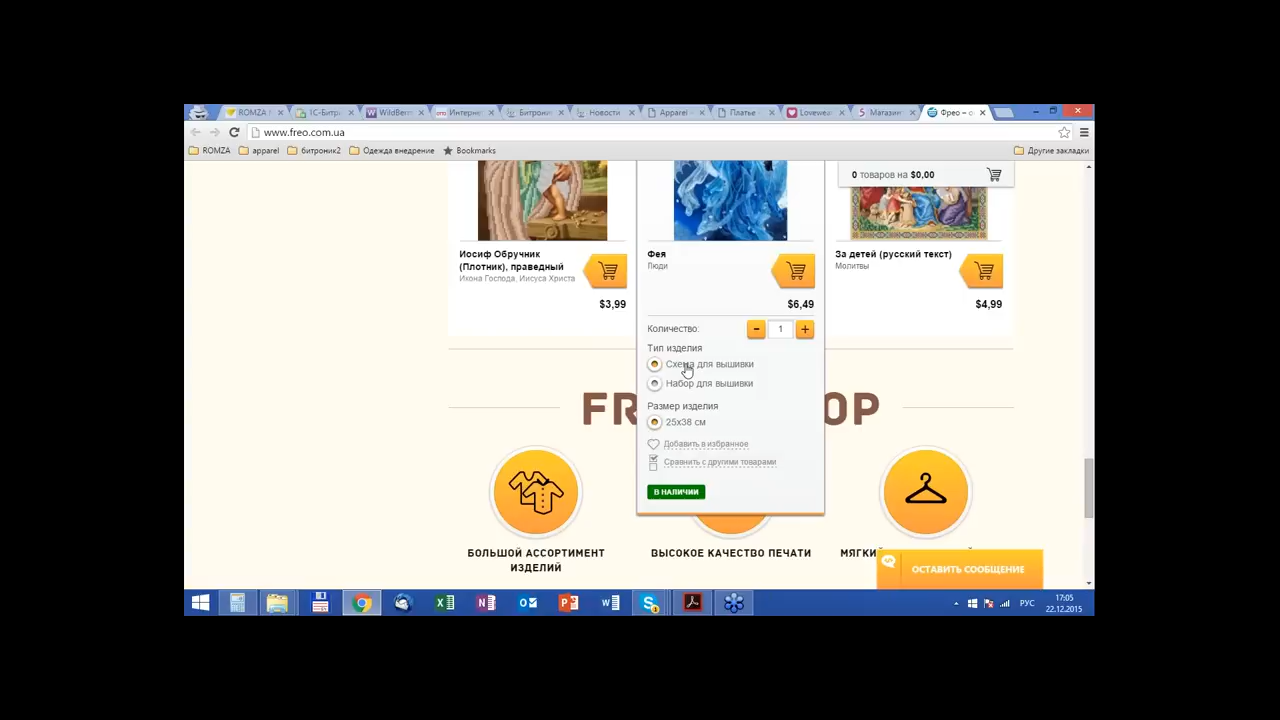 ROMZA
1С-Битр
WildBerr
Интерне
Битрони
Новости
Apparel
Платье
Lovewea
Магазин
Фрео – с
www.freo.com.ua
ROMZA
apparel
битроник2
Одежда внедрение
Bookmarks
Другие закладки
0 товаров на $0,00
Иосиф Обручник
(Плотник), праведный
Икона Господа, Иисуса Христа
$3,99
Фея
Люди
$6,49
За детей (русский текст)
Молитвы
$4,99
Количество:
- 1 +
Тип изделия
Схема для вышивки
Набор для вышивки
Размер изделия
25х38 см
Добавить в избранное
Сравнить с другими товарами
В НАЛИЧИИ
FR
OP
БОЛЬШОЙ АССОРТИМЕНТ
ИЗДЕЛИЙ
ВЫСОКОЕ КАЧЕСТВО ПЕЧАТИ
МЯГКИ
ОСТАВИТЬ СООБЩЕНИЕ
РУС
17:05
22.12.2015